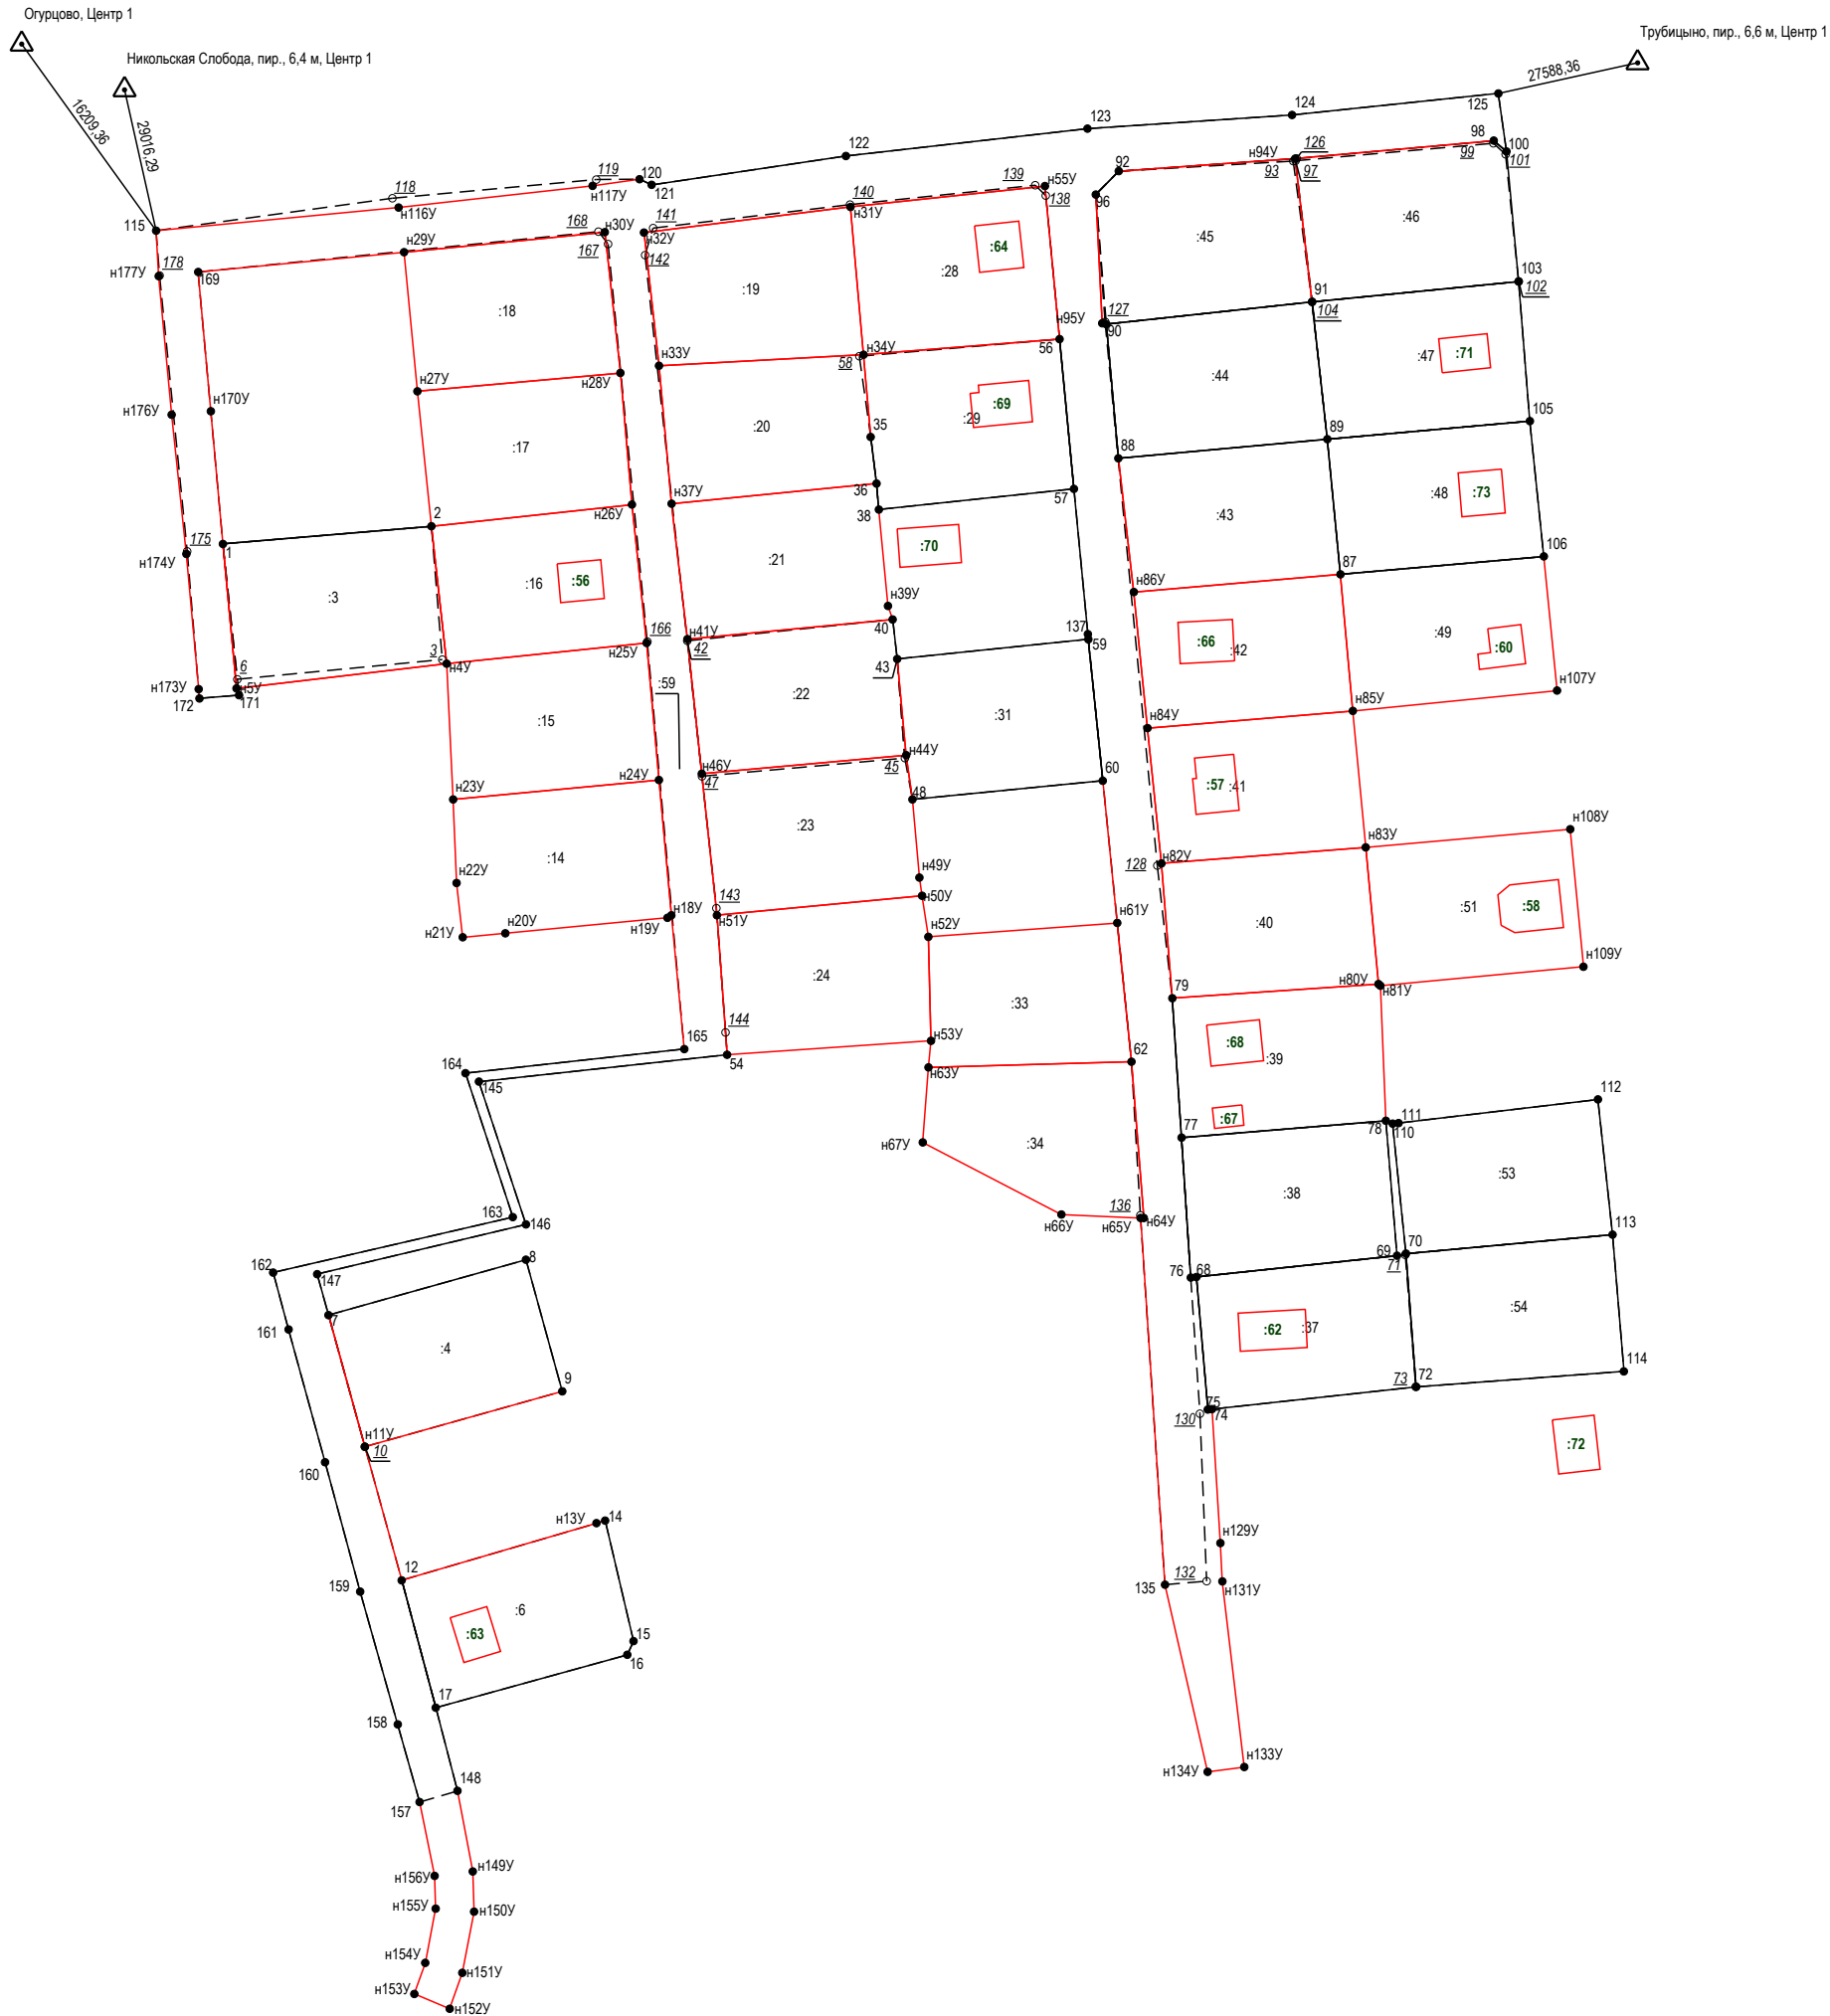 Огурцово, Центр 1
Никольская Слобода, пир., 6,4 м, Центр 1
Трубицыно, пир., 6,6 м, Центр 1
27588,36
16209,36
29016,29
125
124
123
122
98
100
99
101
126
н94У
92
93
97
119
120
121
н117У
118
н116У
115
139
н55У
138
140
н31У
141
н32У
142
168
н30У
167
н29У
96
169
178
н177У
:64
:46
:45
:28
:19
:18
103
102
91
104
127
90
н95У
56
н34У
58
н33У
н28У
н27У
:47
:71
:44
:69
:29
:20
:17
н176У
н170У
105
89
88
35
36
57
38
н37У
н26У
2
:48
:73
:43
:70
:21
:16
:56
:3
175
1
н174У
106
87
н86У
н39У
40
137
59
43
н41У
42
166
н25У
3
н4У
6
н5У
н173У
172
171
:49
:60
:66
:42
:59
:22
:31
:15
н107У
н85У
н84У
н44У
45
н46У
47
48
60
н24У
н23У
:57
:41
:23
:14
н108У
н83У
н82У
128
н49У
н50У
н22У
143
н51У
н18У
н19У
н20У
н21У
н52У
н61У
:51
:58
:40
:24
:33
н109У
н80У
н81У
79
144
н53У
54
165
164
145
62
н63У
:68
:39
:67
112
111
110
78
77
н67У
:34
:53
:38
163
146
136
н66У
н65У
н64У
113
70
69
71
76
68
162
147
8
161
7
:54
:62
:37
:4
114
72
73
75
74
130
9
н11У
10
:72
160
н13У
14
н129У
12
159
132
135
н131У
:6
:63
15
16
17
158
н133У
н134У
148
157
н149У
н156У
н155У
н150У
н154У
н151У
н153У
н152У